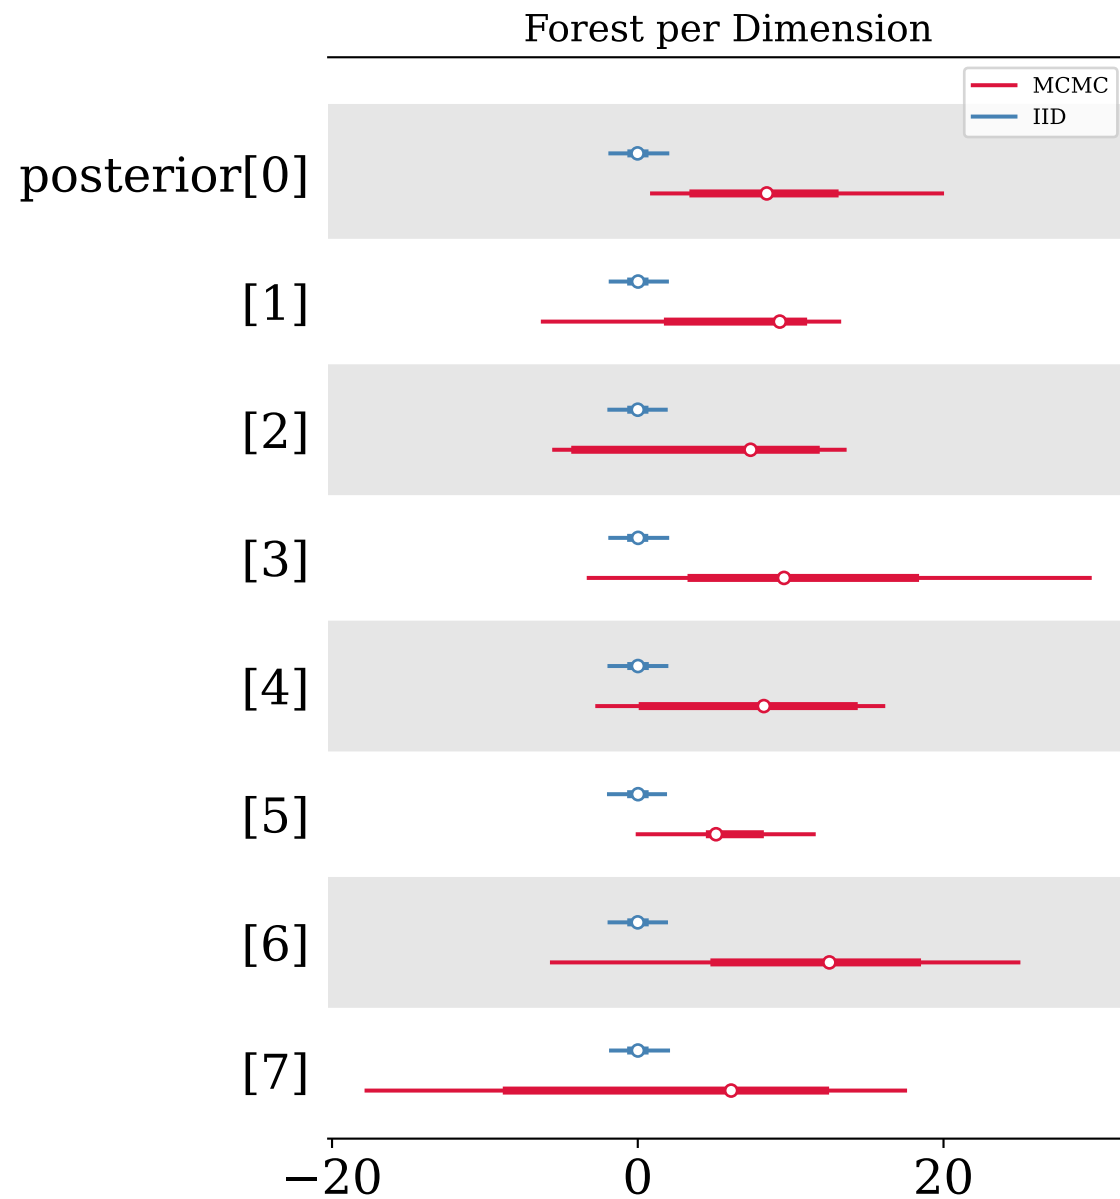 Forest per Dimension
MCMC
IID
posterior[0]
[1]
[2]
[3]
[4]
[5]
[6]
[7]
−20 0 20